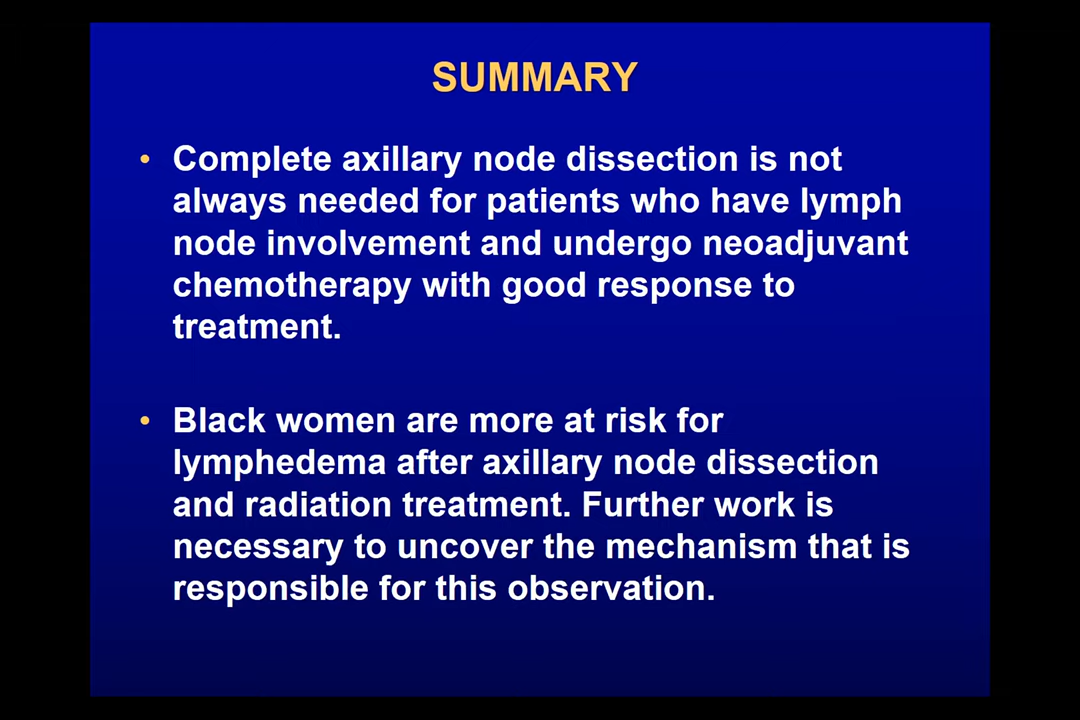 SUMMARY
• Complete axillary node dissection is not
always needed for patients who have lymph
node involvement and undergo neoadjuvant
chemotherapy with good response to
treatment.
• Black women are more at risk for
lymphedema after axillary node dissection
and radiation treatment. Further work is
necessary to uncover the mechanism that is
responsible for this observation.